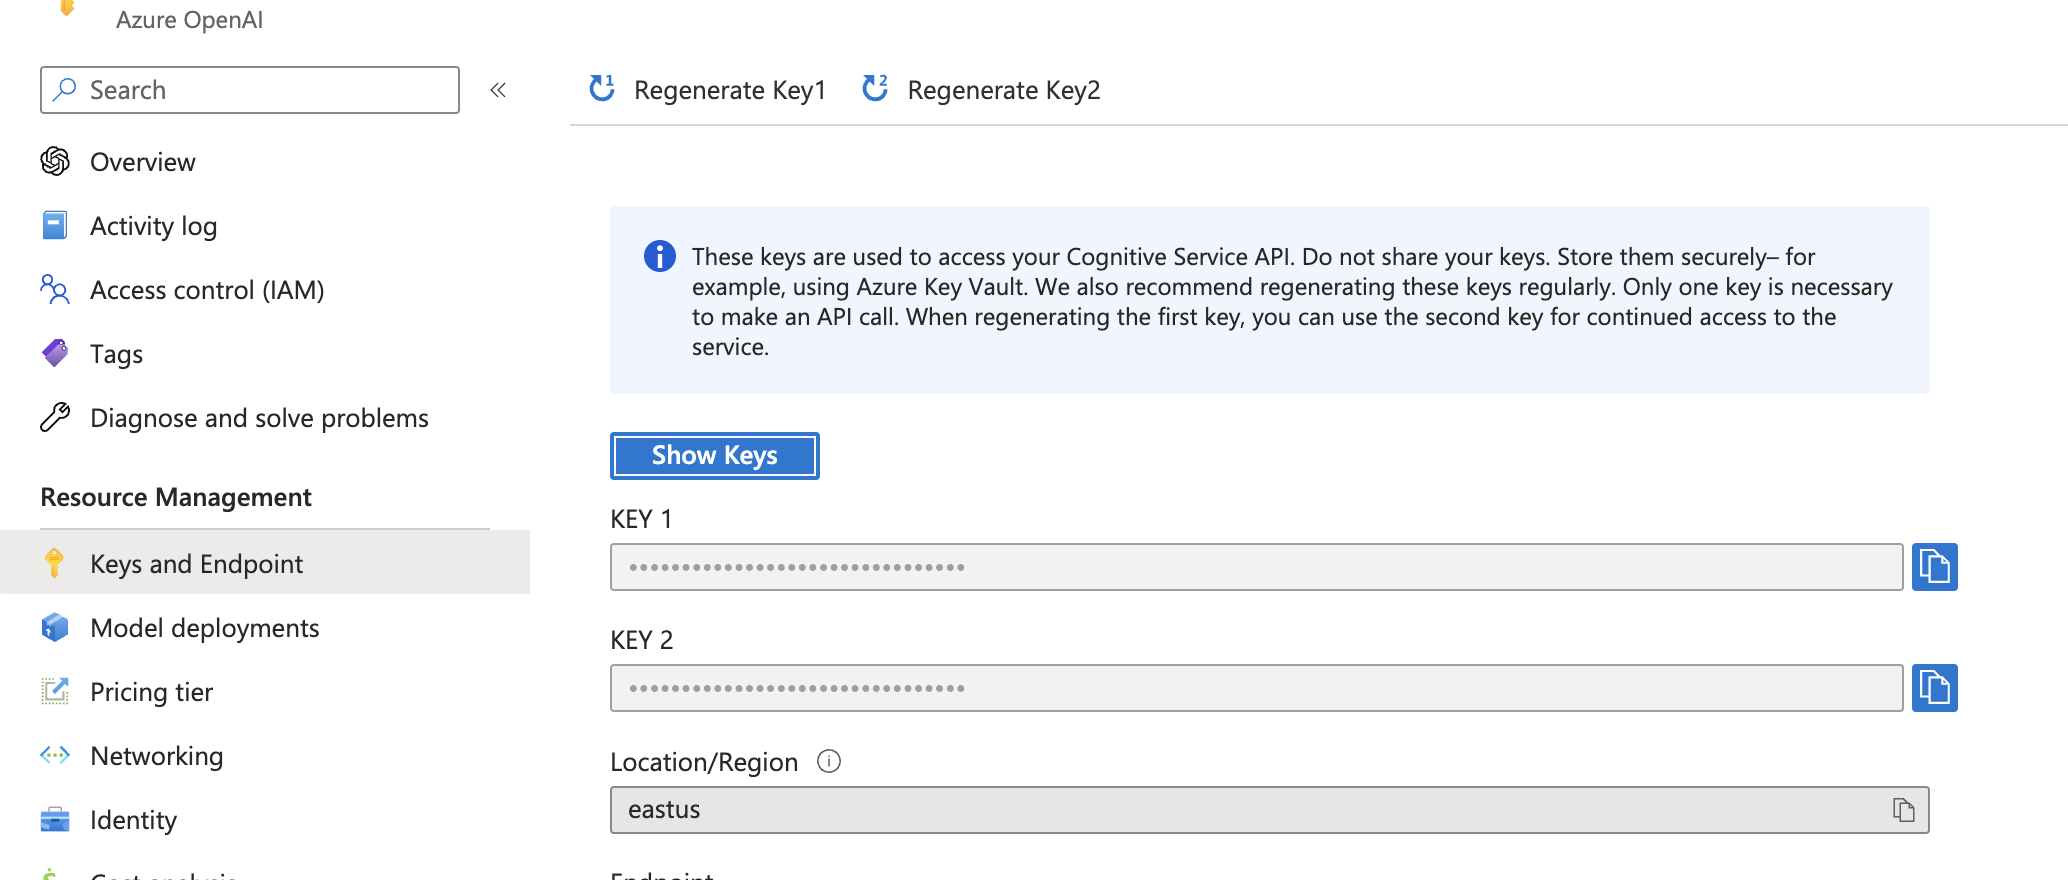 Azure OpenAI
Search
«
Overview
Activity log
Access control (IAM)
Tags
Diagnose and solve problems
Resource Management
Keys and Endpoint
Model deployments
Pricing tier
Networking
Identity
Cost analysis
1 Regenerate Key1
2 Regenerate Key2
These keys are used to access your Cognitive Service API. Do not share your keys. Store them securely– for
example, using Azure Key Vault. We also recommend regenerating these keys regularly. Only one key is necessary
to make an API call. When regenerating the first key, you can use the second key for continued access to the
service.
Show Keys
KEY 1
••••••••••••••••••••••••••••••••
KEY 2
••••••••••••••••••••••••••••••••
Location/Region
eastus
Endpoint